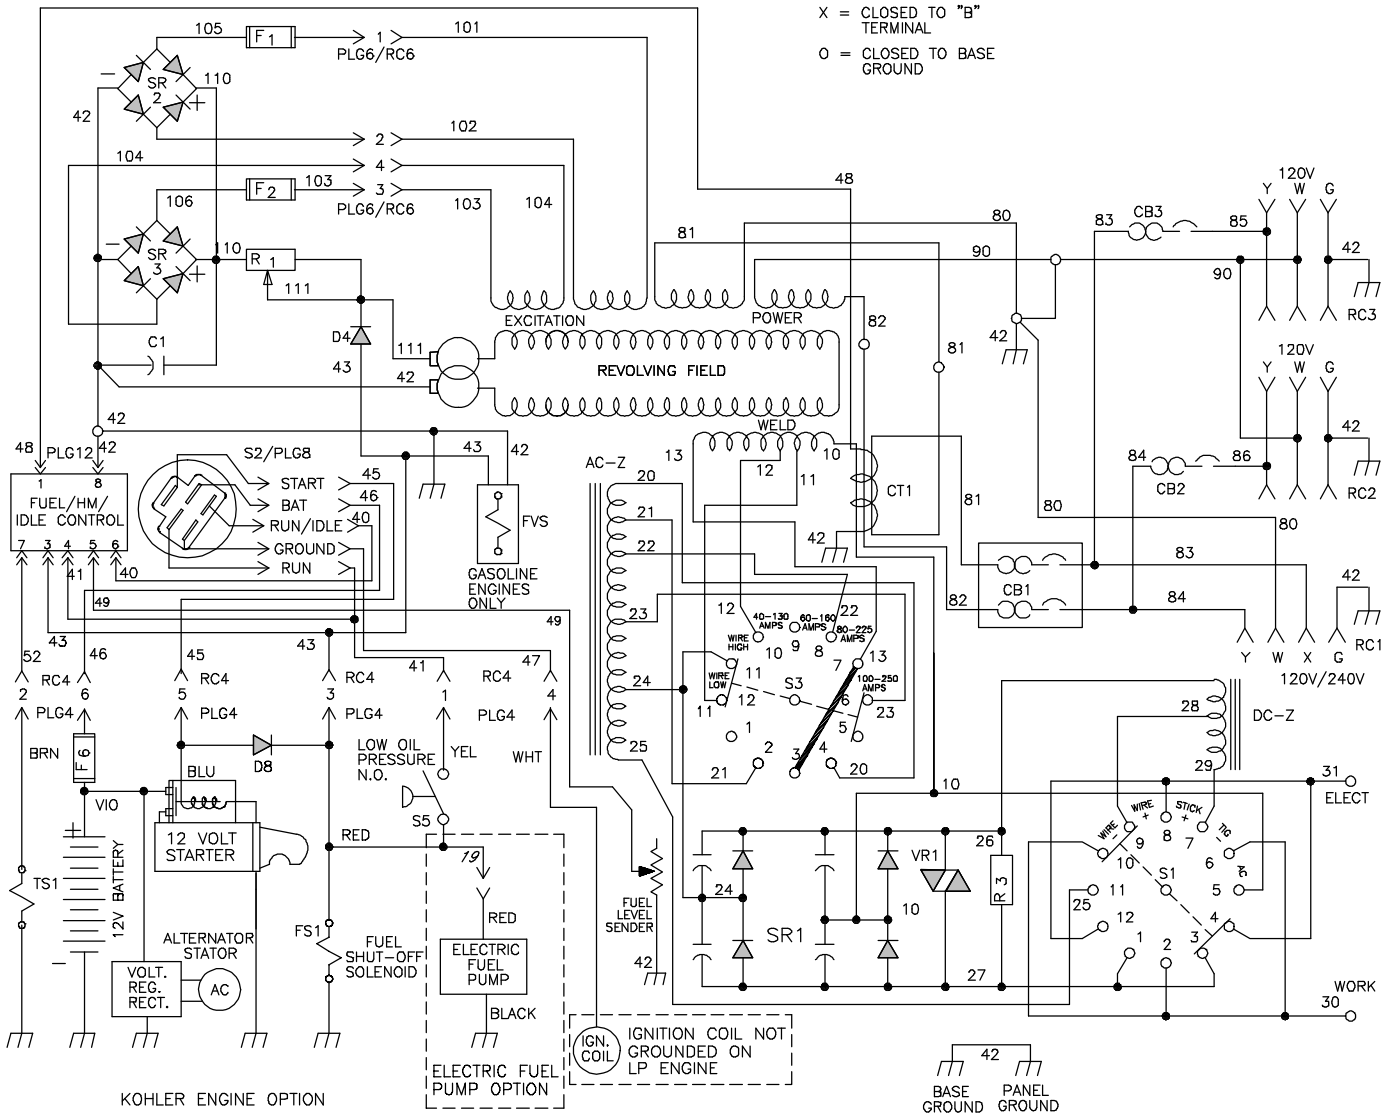 X = CLOSED TO "B"
TERMINAL
O = CLOSED TO BASE
GROUND
105
F1
1
101
PLG6/RC6
SR
2
110
42
102
2
104
4
103
F2
3
106
PLG6/RC6
103
104
48
SR
3
110
R 1
111
80
81
90
82
83
CB3
85
120V
Y W G
42
90
RC3
EXCITATION
POWER
D4
C1
43
111
42
REVOLVING FIELD
81
42
120V
Y W G
42
RC2
84
86
CB2
WELD
42
48
PLG12
42
1
8
FUEL/HM/
IDLE CONTROL
7 3 4 5 6
S2/PLG8
START
BAT
RUN/IDLE
GROUND
RUN
45
46
40
43
42
FVS
GASOLINE
ENGINES
ONLY
AC-Z
20
21
22
23
24
25
13
12
11
10
CT1
42
81
82
CB1
80
80
83
84
42
RC1
Y W X G
120V/240V
41
40
49
43
43
49
52
46
45
41
47
RC4
RC4
RC4
2
6
5
3
1
4
PLG4
PLG4
PLG4
BRN
F 6
VIO
BLU
D8
LOW OIL
PRESSURE
N.O.
YEL
WHT
S5
RED
12 VOLT
STARTER
12V BATTERY
TS1
ALTERNATOR
STATOR
VOLT.
REG.
RECT.
AC
FS1
FUEL
SHUT-OFF
SOLENOID
19
RED
ELECTRIC
FUEL
PUMP
BLACK
ELECTRIC FUEL
PUMP OPTION
KOHLER ENGINE OPTION
IGN.
COIL
IGNITION COIL NOT
GROUNDED ON
LP ENGINE
FUEL
LEVEL
SENDER
42
12
40-130
AMPS
60-160
AMPS
22
80-225
AMPS
WIRE
HIGH
WIRE
LOW
100-250
AMPS
10
9
8
7
13
11
12
11
S3
6
23
5
1
2
3
4
21
20
24
SR1
10
10
VR1
26
R 3
27
DC-Z
28
29
31
ELECT
WIRE
-
WIRE
+
STICK
+
TIG
-
AC
9
8
7
10
6
11
5
12
4
1
2
3
S1
25
WORK
30
42
BASE
GROUND
PANEL
GROUND